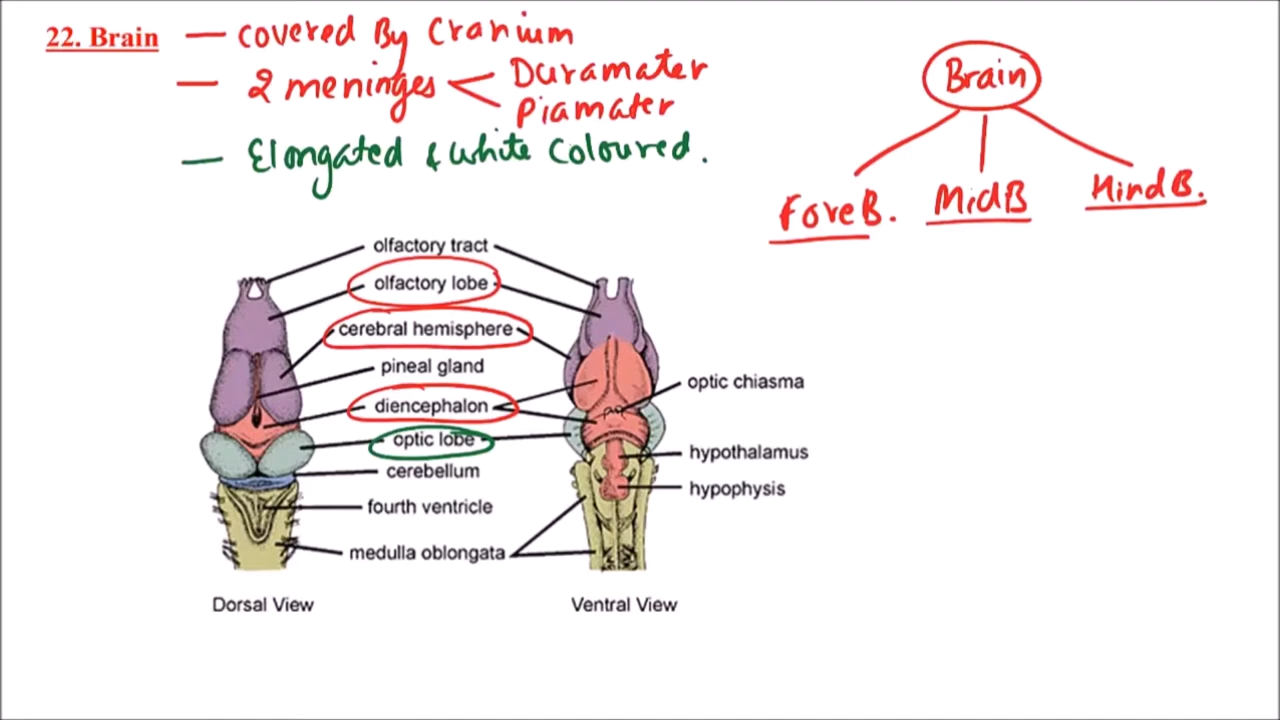 22. Brain — Covered By Cranium
— 2 meninges < Duramater
Piamater
— Elongated & White Coloured.
Brain
ForeB. MidB HindB.
olfactory tract
olfactory lobe
cerebral hemisphere
pineal gland
diencephalon
optic lobe
cerebellum
fourth ventricle
medulla oblongata
optic chiasma
hypothalamus
hypophysis
Dorsal View
Ventral View